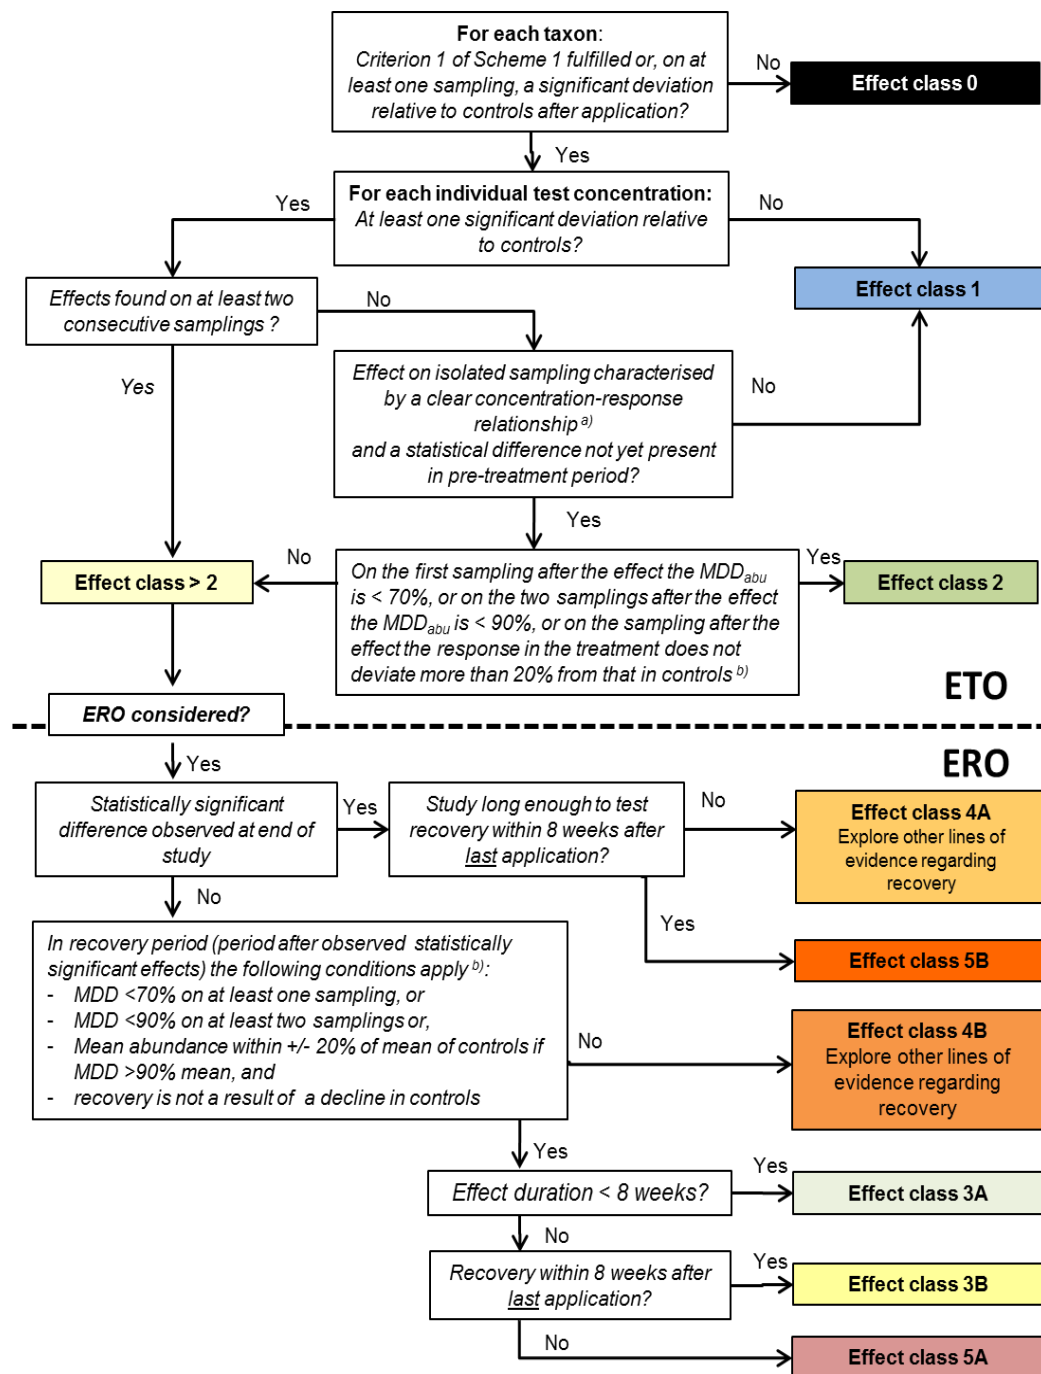 For each taxon:
Criterion 1 of Scheme 1 fulfilled or, on at
least one sampling, a significant deviation
relative to controls after application?
No
Effect class 0
Yes
For each individual test concentration:
At least one significant deviation relative
to controls?
Yes
No
Effect class 1
Effects found on at least two
consecutive samplings ?
No
Yes
Effect on isolated sampling characterised
by a clear concentration-response
relationship a)
and a statistical difference not yet present
in pre-treatment period?
No
Yes
On the first sampling after the effect the MDDabu
is < 70%, or on the two samplings after the effect
the MDDabu is < 90%, or on the sampling after the
effect the response in the treatment does not
deviate more than 20% from that in controls b)
No
Effect class > 2
Yes
Effect class 2
ETO
ERO considered?
ERO
Yes
Statistically significant
difference observed at end of
study
Yes
Study long enough to test
recovery within 8 weeks after
last application?
No
Effect class 4A
Explore other lines of
evidence regarding
recovery
Yes
Effect class 5B
No
In recovery period (period after observed statistically
significant effects) the following conditions apply b):
- MDD <70% on at least one sampling, or
- MDD <90% on at least two samplings or,
- Mean abundance within +/- 20% of mean of controls if
MDD >90% mean, and
- recovery is not a result of a decline in controls
No
Effect class 4B
Explore other lines of
evidence regarding
recovery
Yes
Effect duration < 8 weeks?
Yes
Effect class 3A
No
Recovery within 8 weeks after
last application?
Yes
Effect class 3B
No
Effect class 5A